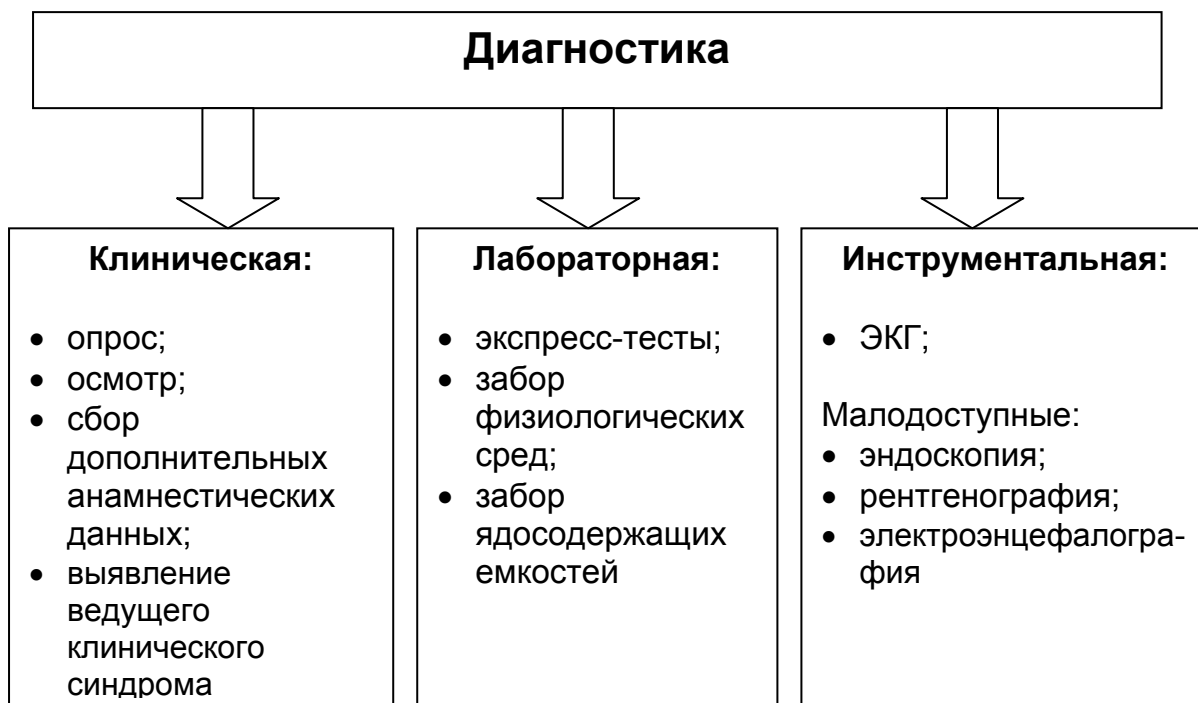 Диагностика
Клиническая:
• опрос;
• осмотр;
• сбор
дополнительных
анамнестических
данных;
• выявление
ведущего
клинического
синдрома
Лабораторная:
• экспресс-тесты;
• забор
физиологических
сред;
• забор
ядосодержащих
емкостей
Инструментальная:
• ЭКГ;
Малодоступные:
• эндоскопия;
• рентгенография;
• электроэнцефалогра-
фия